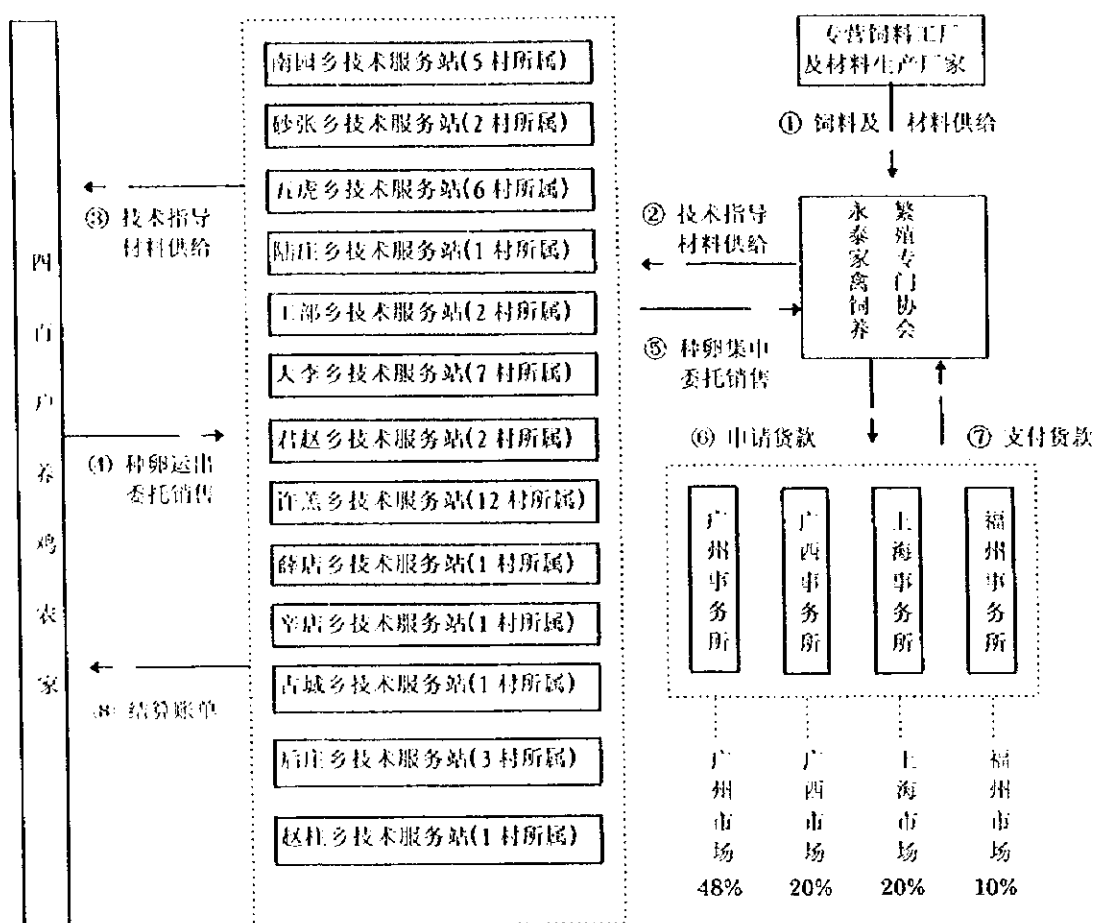 四百户养鸡农家
③ 技术指导
材料供给
④ 种卵运出
委托销售
⑧ 结算账单
南园乡技术服务站(5 村所属)
砂张乡技术服务站(2 村所属)
五虎乡技术服务站(6 村所属)
陆庄乡技术服务站(1 村所属)
工部乡技术服务站(2 村所属)
大李乡技术服务站(7 村所属)
君赵乡技术服务站(2 村所属)
许羔乡技术服务站(12 村所属)
薛店乡技术服务站(1 村所属)
辛店乡技术服务站(1 村所属)
古城乡技术服务站(1 村所属)
后庄乡技术服务站(3 村所属)
赵柱乡技术服务站(1 村所属)
专营饲料工厂
及材料生产厂家
① 饲料及 材料供给
② 技术指导
材料供给
永泰家禽饲养
繁殖专门协会
⑤ 种卵集中
委托销售
⑥ 申请货款
⑦ 支付货款
广州事务所
广西事务所
上海事务所
福州事务所
广州市场
48%
广西市场
20%
上海市场
20%
福州市场
10%